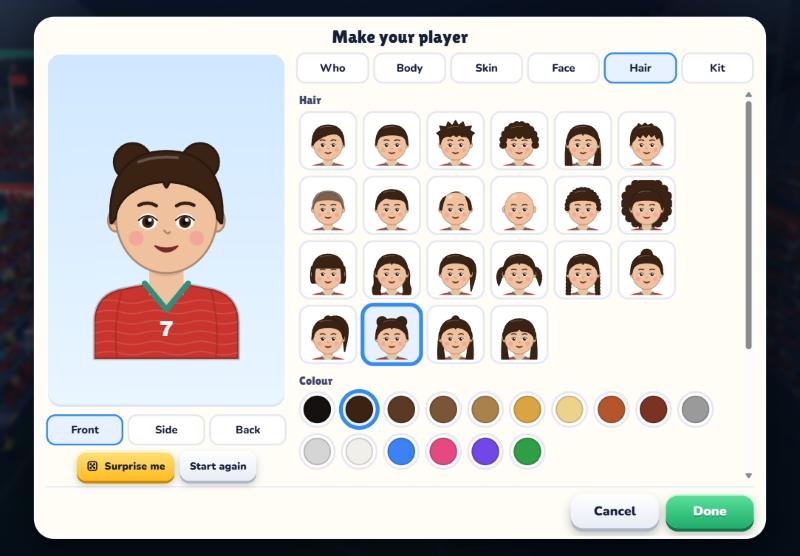 Make your player
Who
Body
Skin
Face
Hair
Kit
Hair
7
Colour
Front
Side
Back
Surprise me
Start again
Cancel
Done